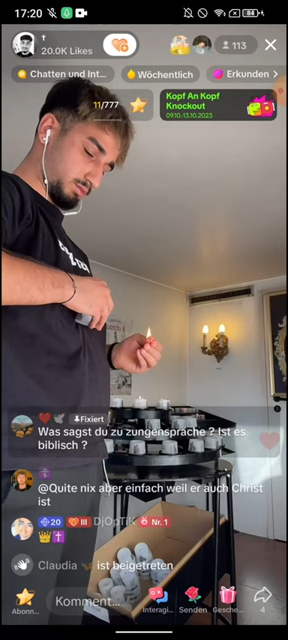 17:20
84
†
20.0K Likes
113
Chatten und Int...
Wöchentlich
Erkunden
11/777
Kopf An Kopf
Knockout
09.10-13.10.2023
Fixiert
Was sagst du zu zungensprache ? Ist es
biblisch ?
@Quite nix aber einfach weil er auch Christ
ist
20
III
DjOpTiK
Nr. 1
Claudia
ist beigetreten
Abonn...
Komment...
Interagi...
Senden
Gesche...
4